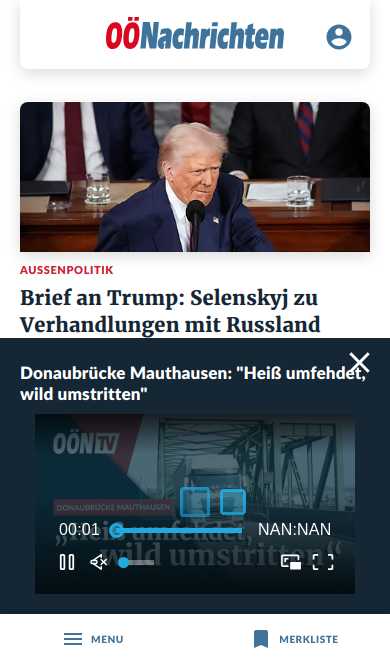 OÖNachrichten
AUSSENPOLITIK
Brief an Trump: Selenskyj zu
Verhandlungen mit Russland
Donaubrücke Mauthausen: "Heiß umfehdet,
wild umstritten"
OÖN TV
DONAUBRÜCKE MAUTHAUSEN
„Heiß umfehdet,
wild umstritten“
00:01
NAN:NAN
MENU
MERKLISTE